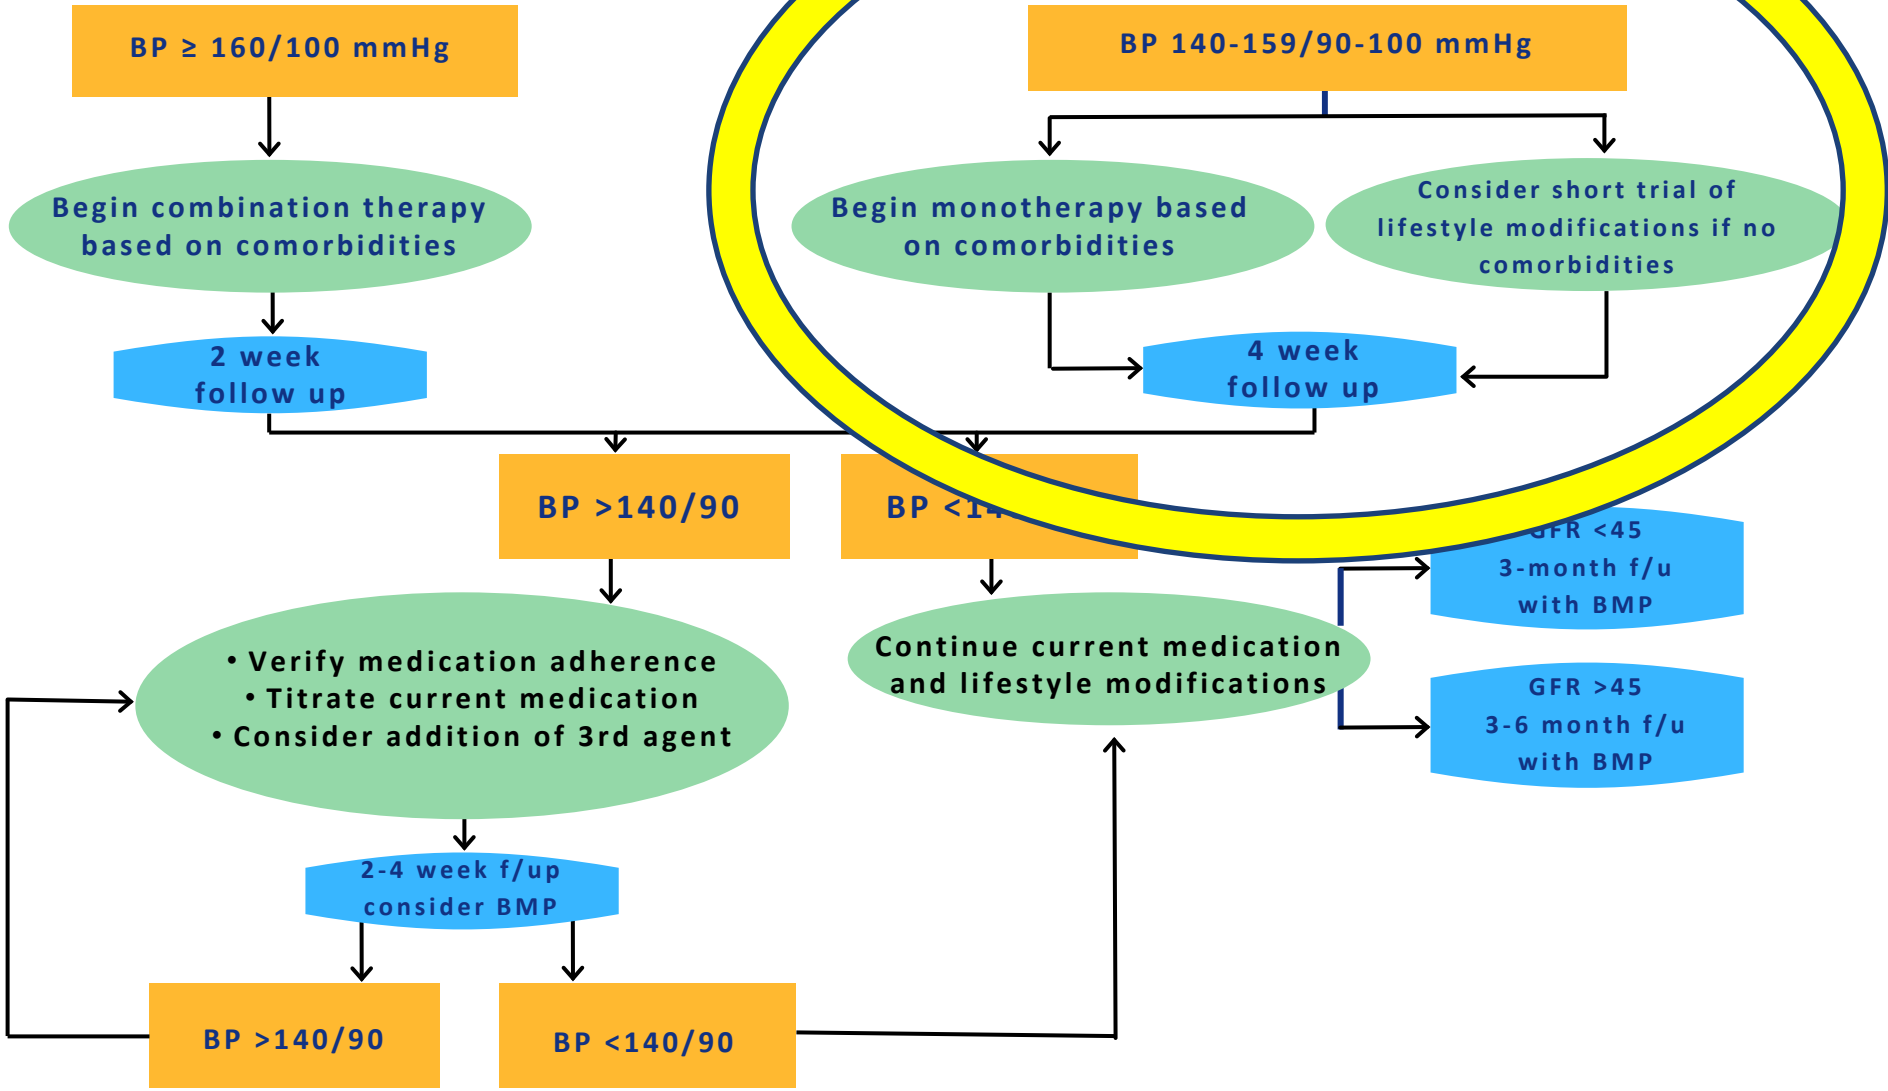 BP ≥ 160/100 mmHg
BP 140-159/90-100 mmHg
Begin combination therapy
based on comorbidities
Begin monotherapy based
on comorbidities
Consider short trial of
lifestyle modifications if no
comorbidities
2 week
follow up
4 week
follow up
BP >140/90
BP <14
GFR <45
3-month f/u
with BMP
• Verify medication adherence
• Titrate current medication
• Consider addition of 3rd agent
Continue current medication
and lifestyle modifications
GFR >45
3-6 month f/u
with BMP
2-4 week f/up
consider BMP
BP >140/90
BP <140/90